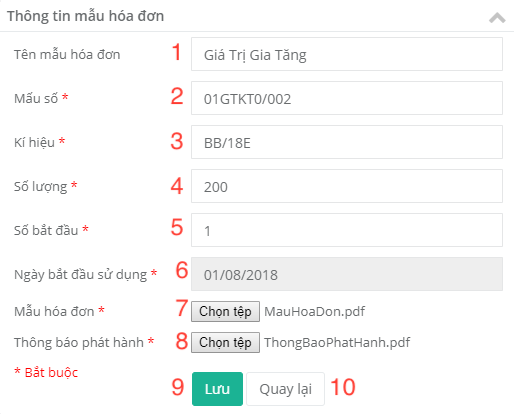 Thông tin mẫu hóa đơn
Tên mẫu hóa đơn 1 Giá Trị Gia Tăng
Mấu số * 2 01GTKT0/002
Kí hiệu * 3 BB/18E
Số lượng * 4 200
Số bắt đầu * 5 1
Ngày bắt đầu sử dụng * 6 01/08/2018
Mẫu hóa đơn * 7 Chọn tệp MauHoaDon.pdf
Thông báo phát hành * 8 Chọn tệp ThongBaoPhatHanh.pdf
* Bắt buộc
9 Lưu Quay lại 10